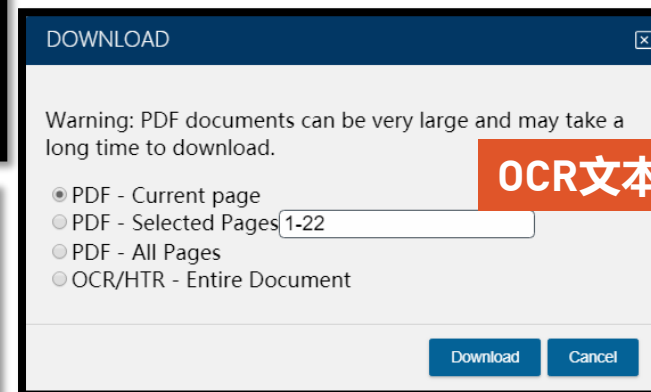 DOWNLOAD
Warning: PDF documents can be very large and may take a
long time to download.
OCR文本
PDF - Current page
PDF - Selected Pages 1-22
PDF - All Pages
OCR/HTR - Entire Document
Download Cancel